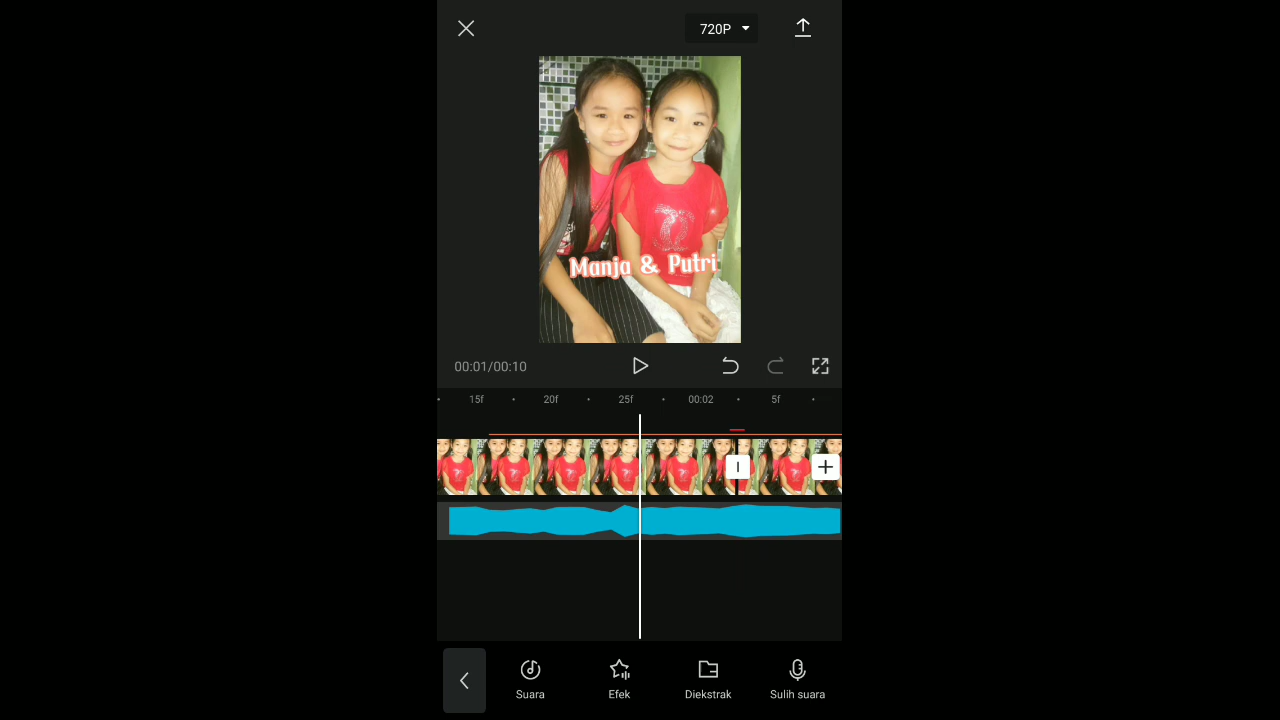 720P
Manja & Putri
00:01/00:10
15f 20f 25f 00:02 5f
Suara Efek Diekstrak Sulih suara